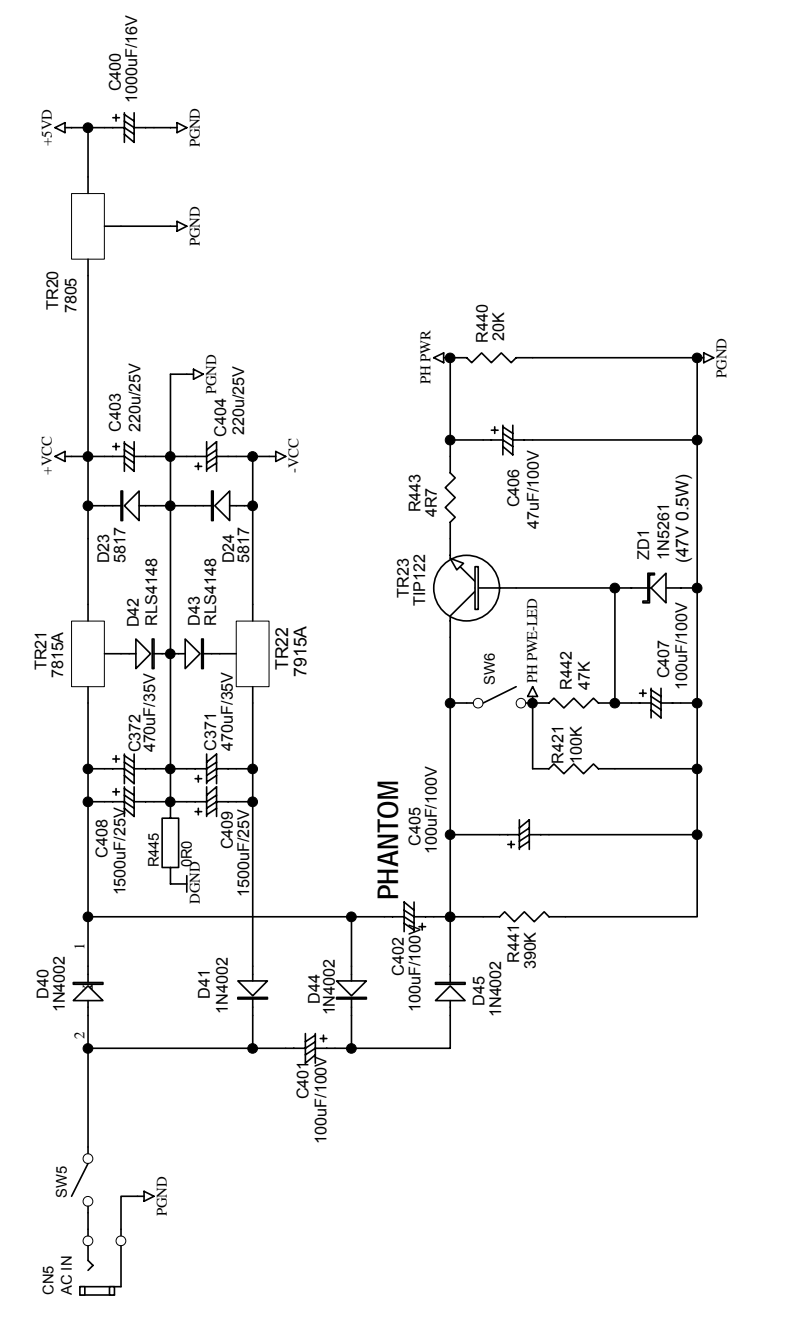 CN5
AC IN
SW5
PGND
2
1
D40
1N4002
D41
1N4002
C401
100uF/100V
D44
1N4002
C402
100uF/100V
D45
1N4002
R441
390K
C408
1500uF/25V
C372
470uF/35V
R445
0R0
DGND
C409
1500uF/25V
C371
470uF/35V
TR21
7815A
D42
RLS4148
D43
RLS4148
TR22
7915A
D23
5817
D24
5817
+VCC
C403
220u/25V
C404
220u/25V
-VCC
PGND
TR20
7805
PGND
+5VD
C400
1000uF/16V
PGND
PHANTOM
C405
100uF/100V
SW6
PH PWE-LED
R421
100K
R442
47K
C407
100uF/100V
TR23
TIP122
ZD1
1N5261
(47V 0.5W)
R443
4R7
C406
47uF/100V
PH PWR
R440
20K
PGND